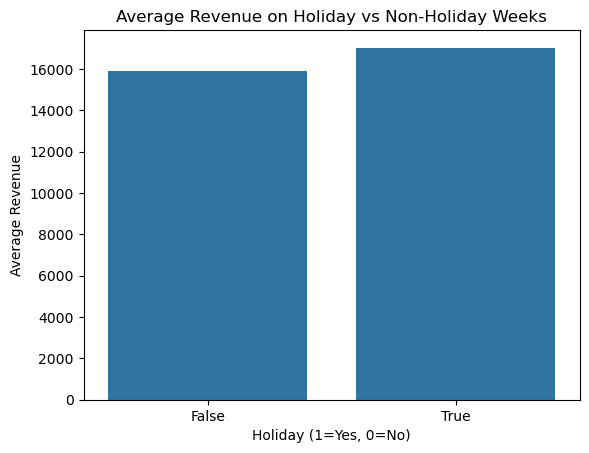 Average Revenue on Holiday vs Non-Holiday Weeks
Average Revenue
16000
14000
12000
10000
8000
6000
4000
2000
0
False
True
Holiday (1=Yes, 0=No)